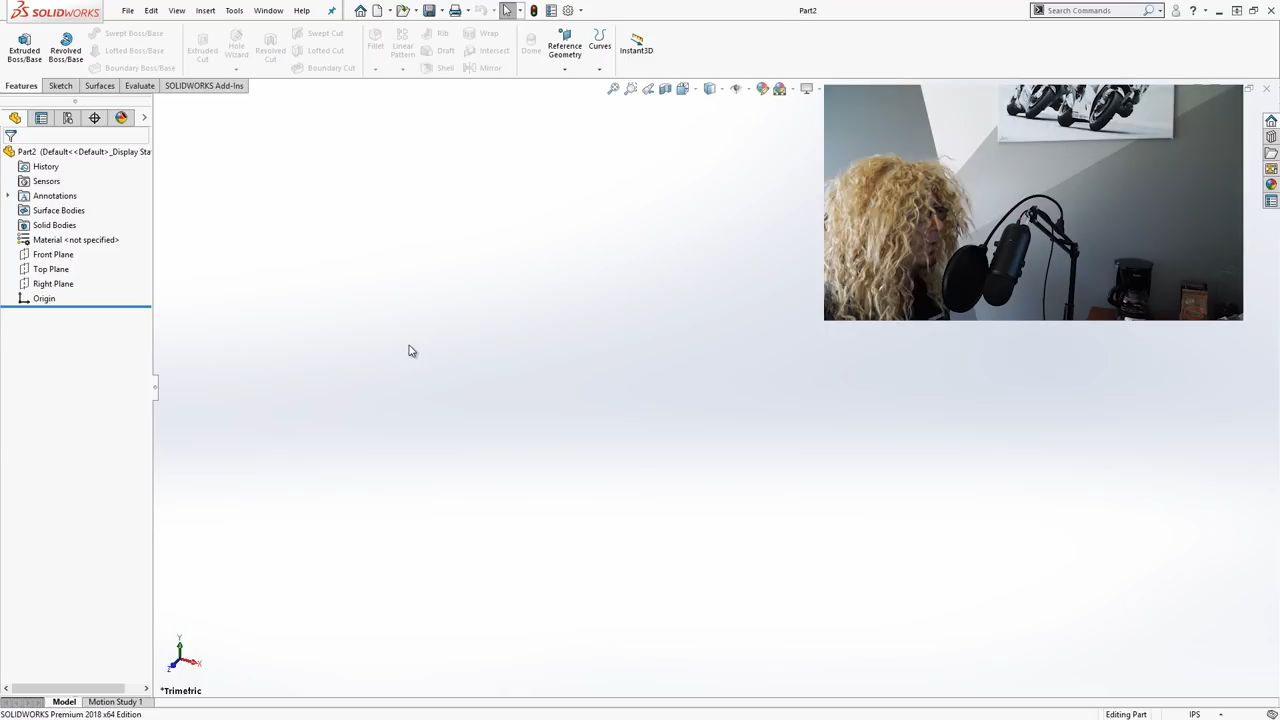 SOLIDWORKS File Edit View Insert Tools Window Help Part2 Search Commands
Extruded Boss/Base
Revolved Boss/Base
Swept Boss/Base
Lofted Boss/Base
Boundary Boss/Base
Extruded Cut
Hole Wizard
Revolved Cut
Swept Cut
Lofted Cut
Boundary Cut
Fillet
Linear Pattern
Rib
Draft
Shell
Wrap
Intersect
Mirror
Dome
Reference Geometry
Curves
Instant3D
Features Sketch Surfaces Evaluate SOLIDWORKS Add-Ins
Part2 (Default<<Default>_Display Sta
History
Sensors
Annotations
Surface Bodies
Solid Bodies
Material <not specified>
Front Plane
Top Plane
Right Plane
Origin
Y
X
Z
*Trimetric
Model Motion Study 1
SOLIDWORKS Premium 2018 x64 Edition Editing Part IPS